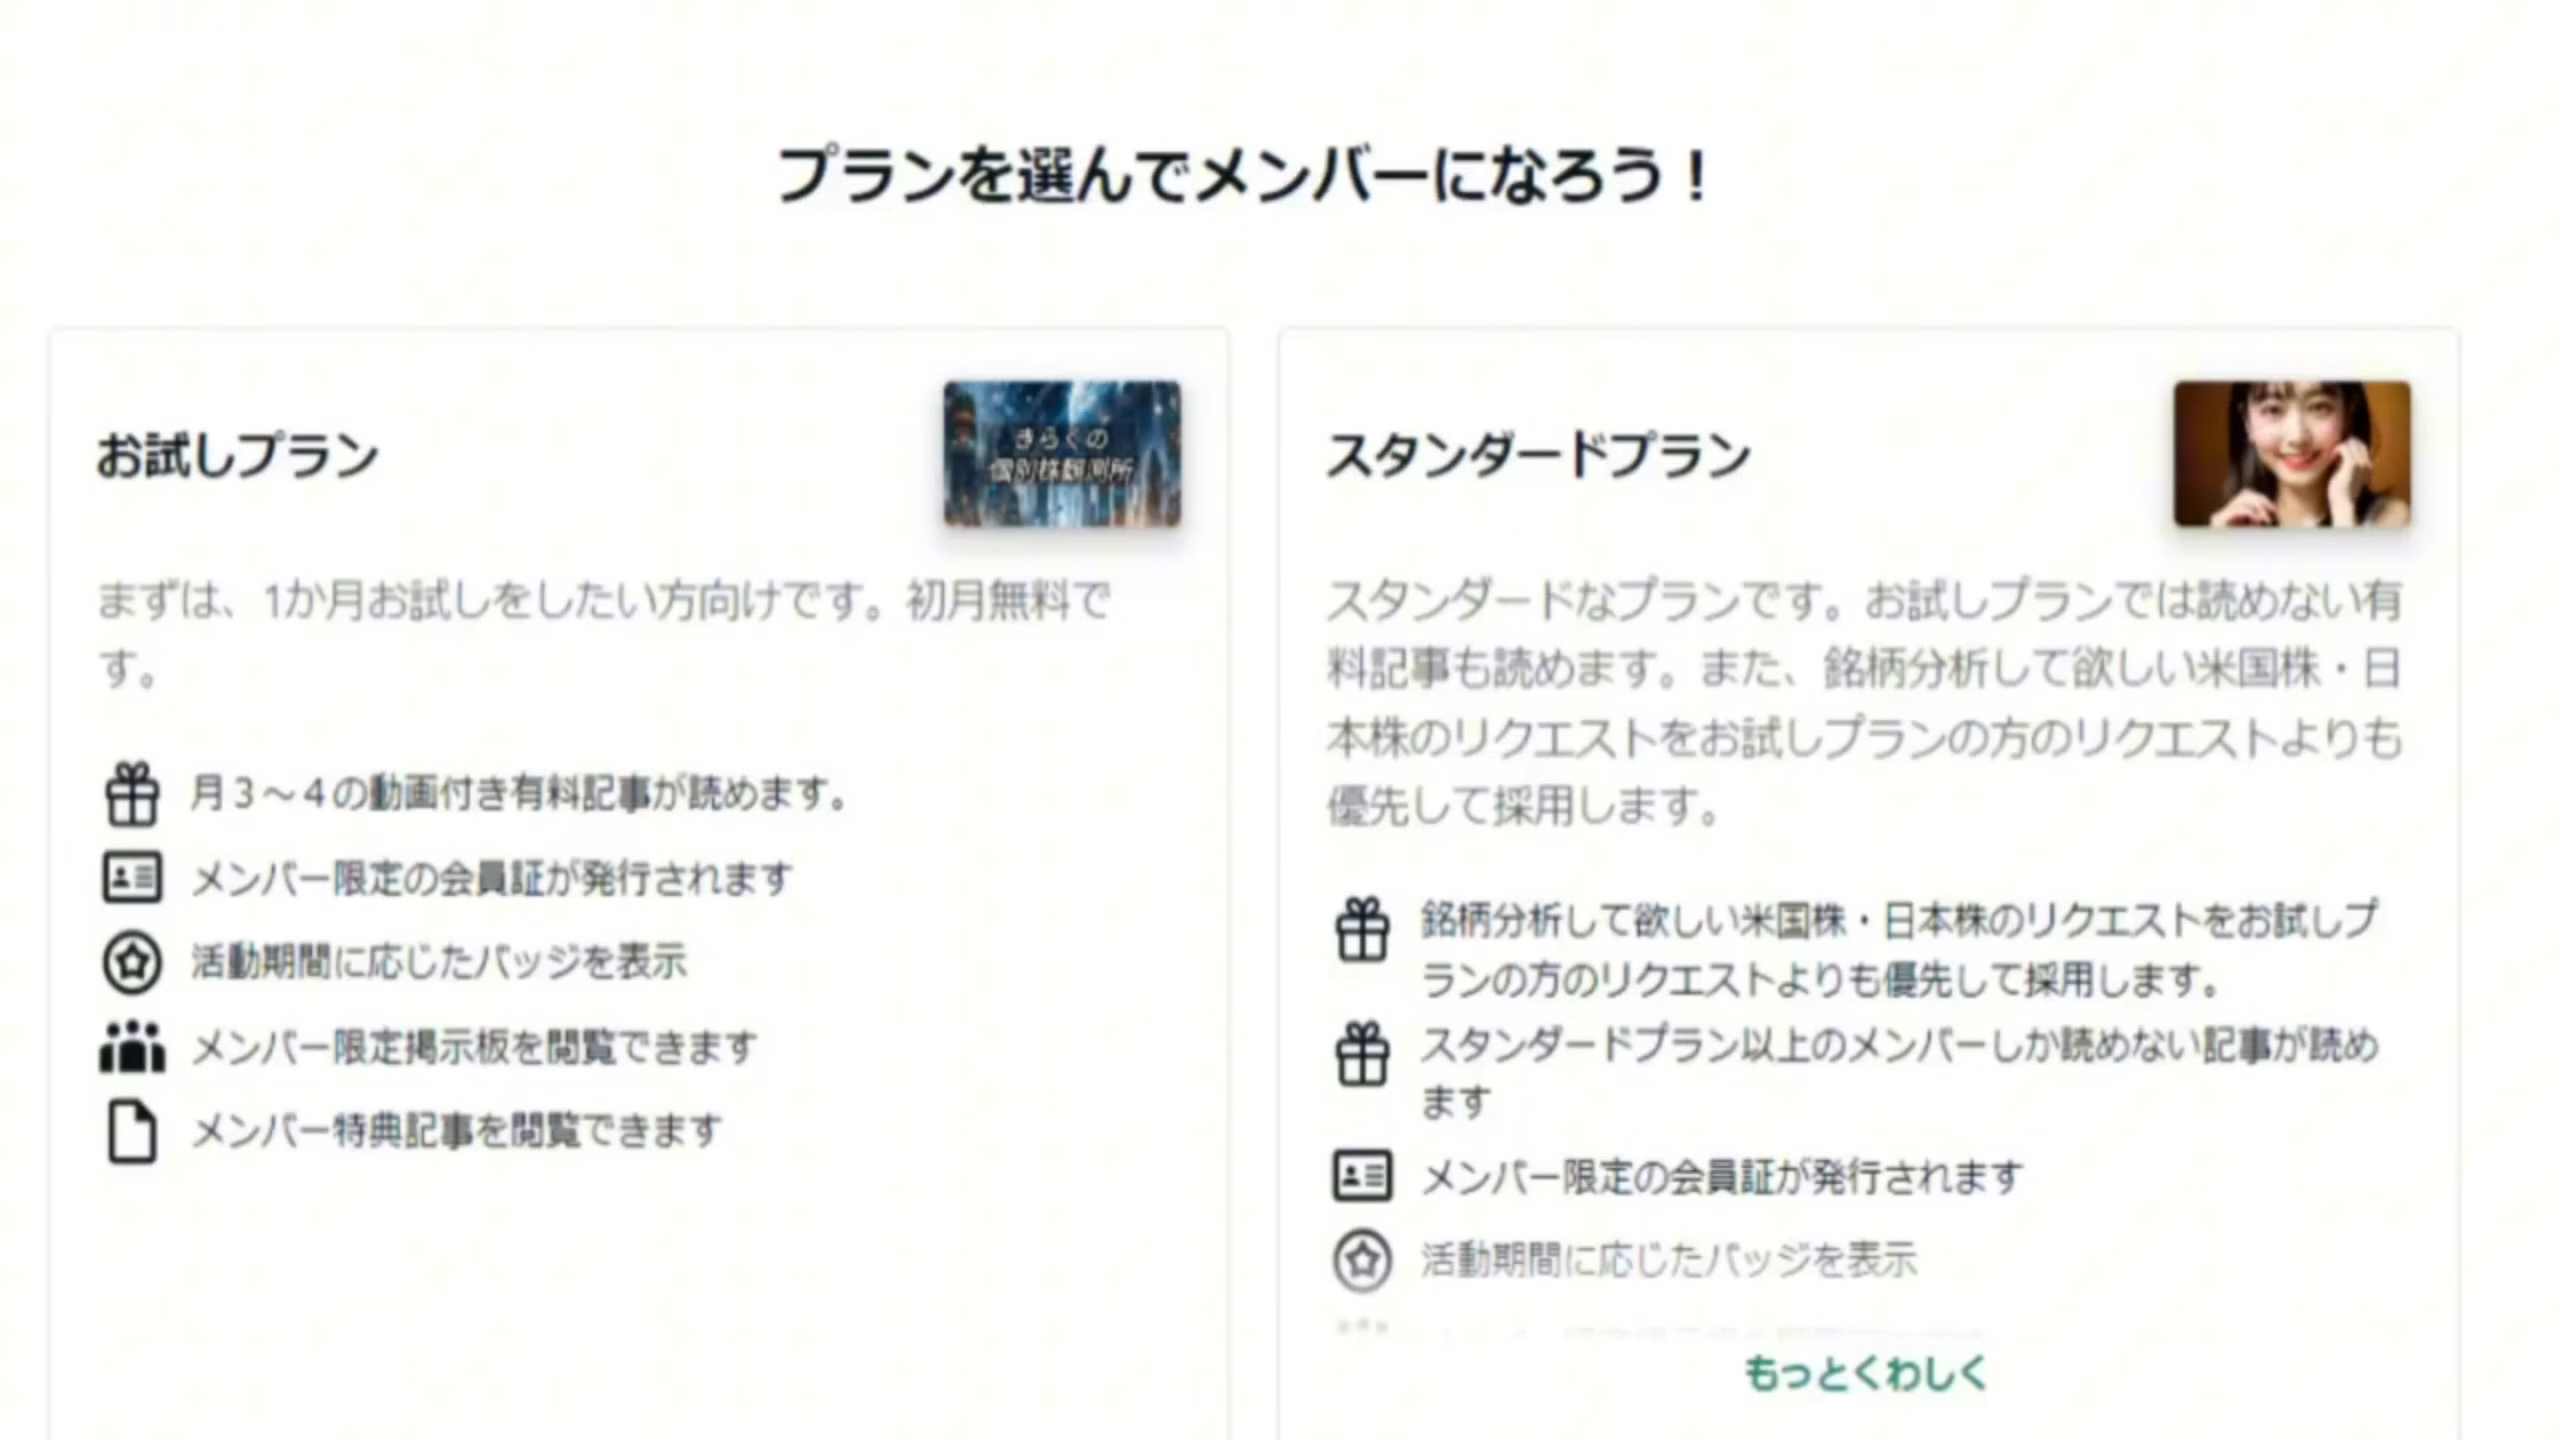 プランを選んでメンバーになろう！
お試しプラン
きらくの
個別株観測所
まずは、1か月お試しをしたい方向けです。初月無料で
す。
月３～４の動画付き有料記事が読めます。
メンバー限定の会員証が発行されます
活動期間に応じたバッジを表示
メンバー限定掲示板を閲覧できます
メンバー特典記事を閲覧できます
スタンダードプラン
スタンダードなプランです。お試しプランでは読めない有
料記事も読めます。また、銘柄分析して欲しい米国株・日
本株のリクエストをお試しプランの方のリクエストよりも
優先して採用します。
銘柄分析して欲しい米国株・日本株のリクエストをお試しプ
ランの方のリクエストよりも優先して採用します。
スタンダードプラン以上のメンバーしか読めない記事が読め
ます
メンバー限定の会員証が発行されます
活動期間に応じたバッジを表示
もっとくわしく